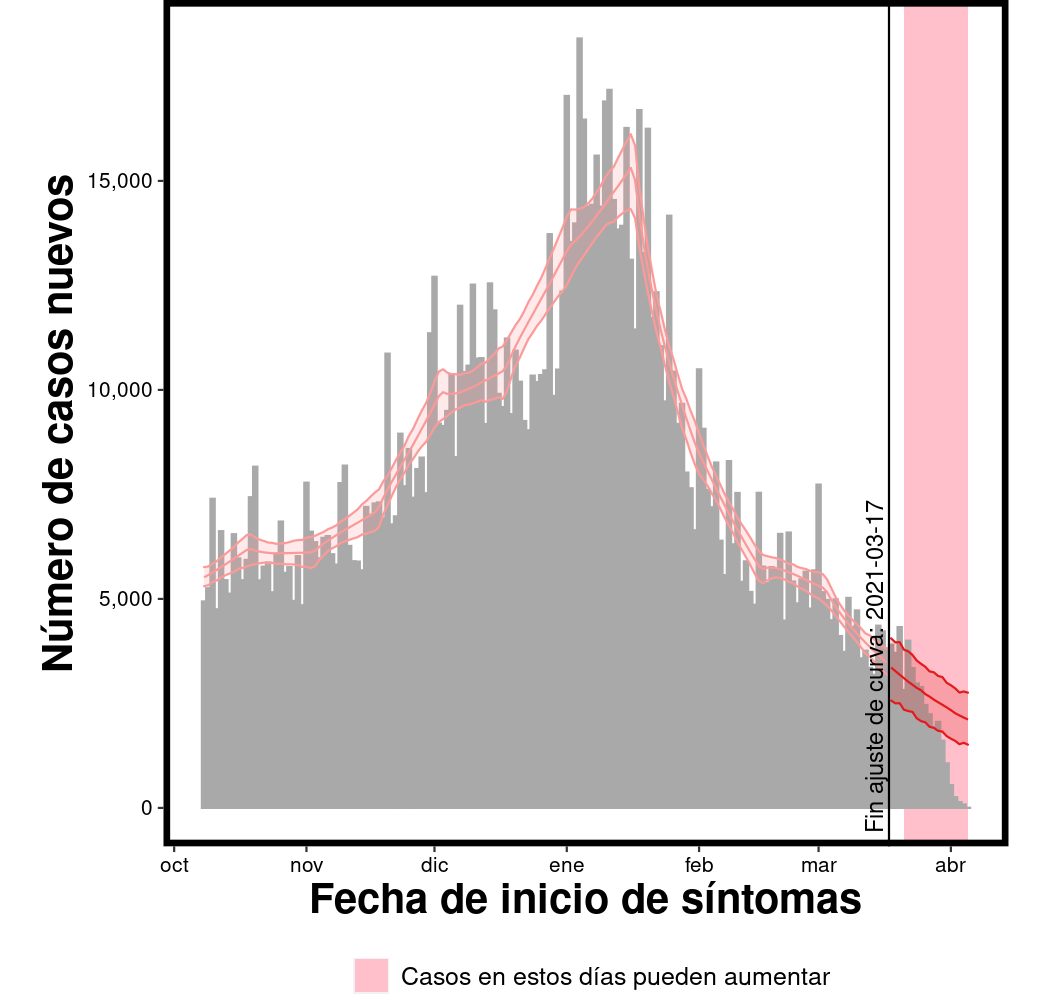 Número de casos nuevos
15,000
10,000
5,000
0
Fin ajuste de curva: 2021-03-17
oct nov dic ene feb mar abr
Fecha de inicio de síntomas
Casos en estos días pueden aumentar